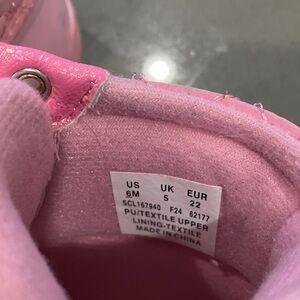 US UK EUR
6M 5 22
SCL167940 F24 62177
PU/TEXTILE UPPER
LINING-TEXTILE
MADE IN CHINA